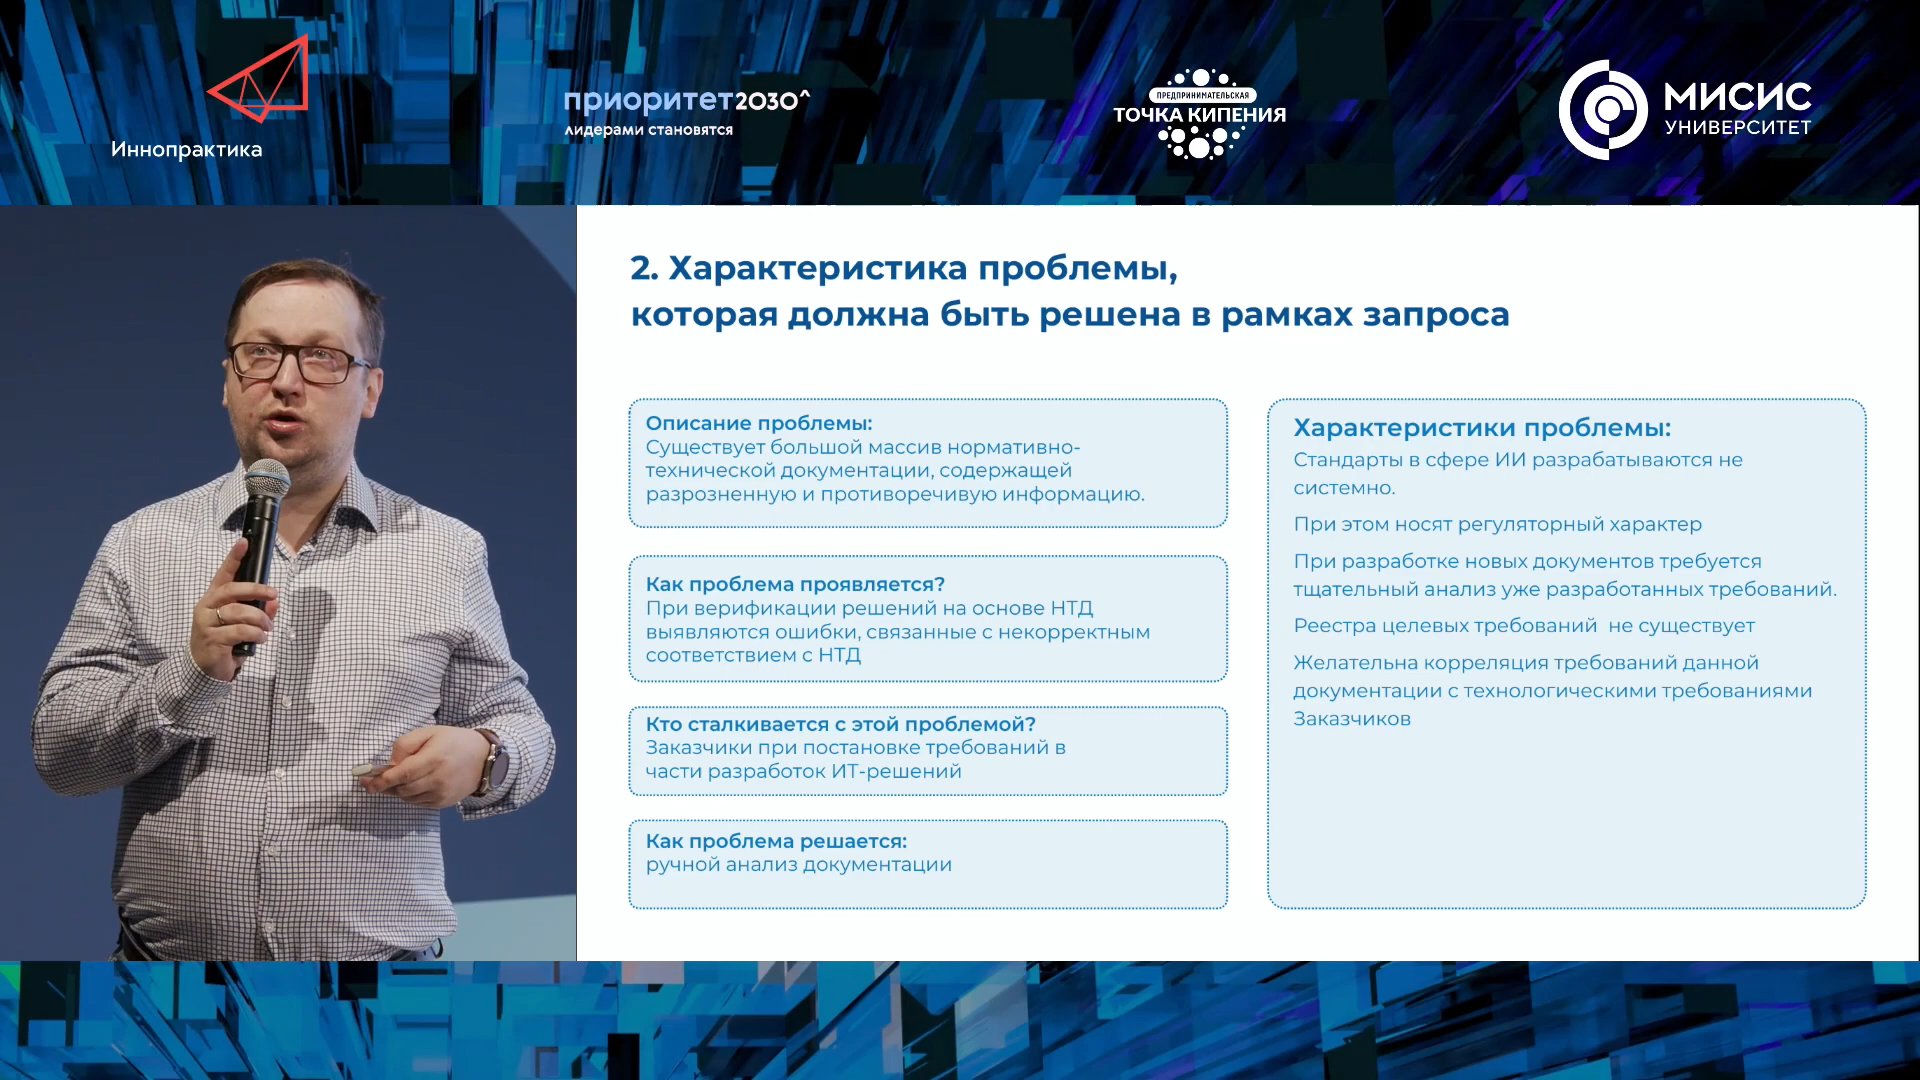 Иннопрактика
приоритет2030^
лидерами становятся
ПРЕДПРИНИМАТЕЛЬСКАЯ
ТОЧКА КИПЕНИЯ
МИСИС
УНИВЕРСИТЕТ
2. Характеристика проблемы,
которая должна быть решена в рамках запроса
Описание проблемы:
Существует большой массив нормативно-
технической документации, содержащей
разрозненную и противоречивую информацию.
Как проблема проявляется?
При верификации решений на основе НТД
выявляются ошибки, связанные с некорректным
соответствием с НТД
Кто сталкивается с этой проблемой?
Заказчики при постановке требований в
части разработок ИТ-решений
Как проблема решается:
ручной анализ документации
Характеристики проблемы:
Стандарты в сфере ИИ разрабатываются не
системно.
При этом носят регуляторный характер
При разработке новых документов требуется
тщательный анализ уже разработанных требований.
Реестра целевых требований  не существует
Желательна корреляция требований данной
документации с технологическими требованиями
Заказчиков